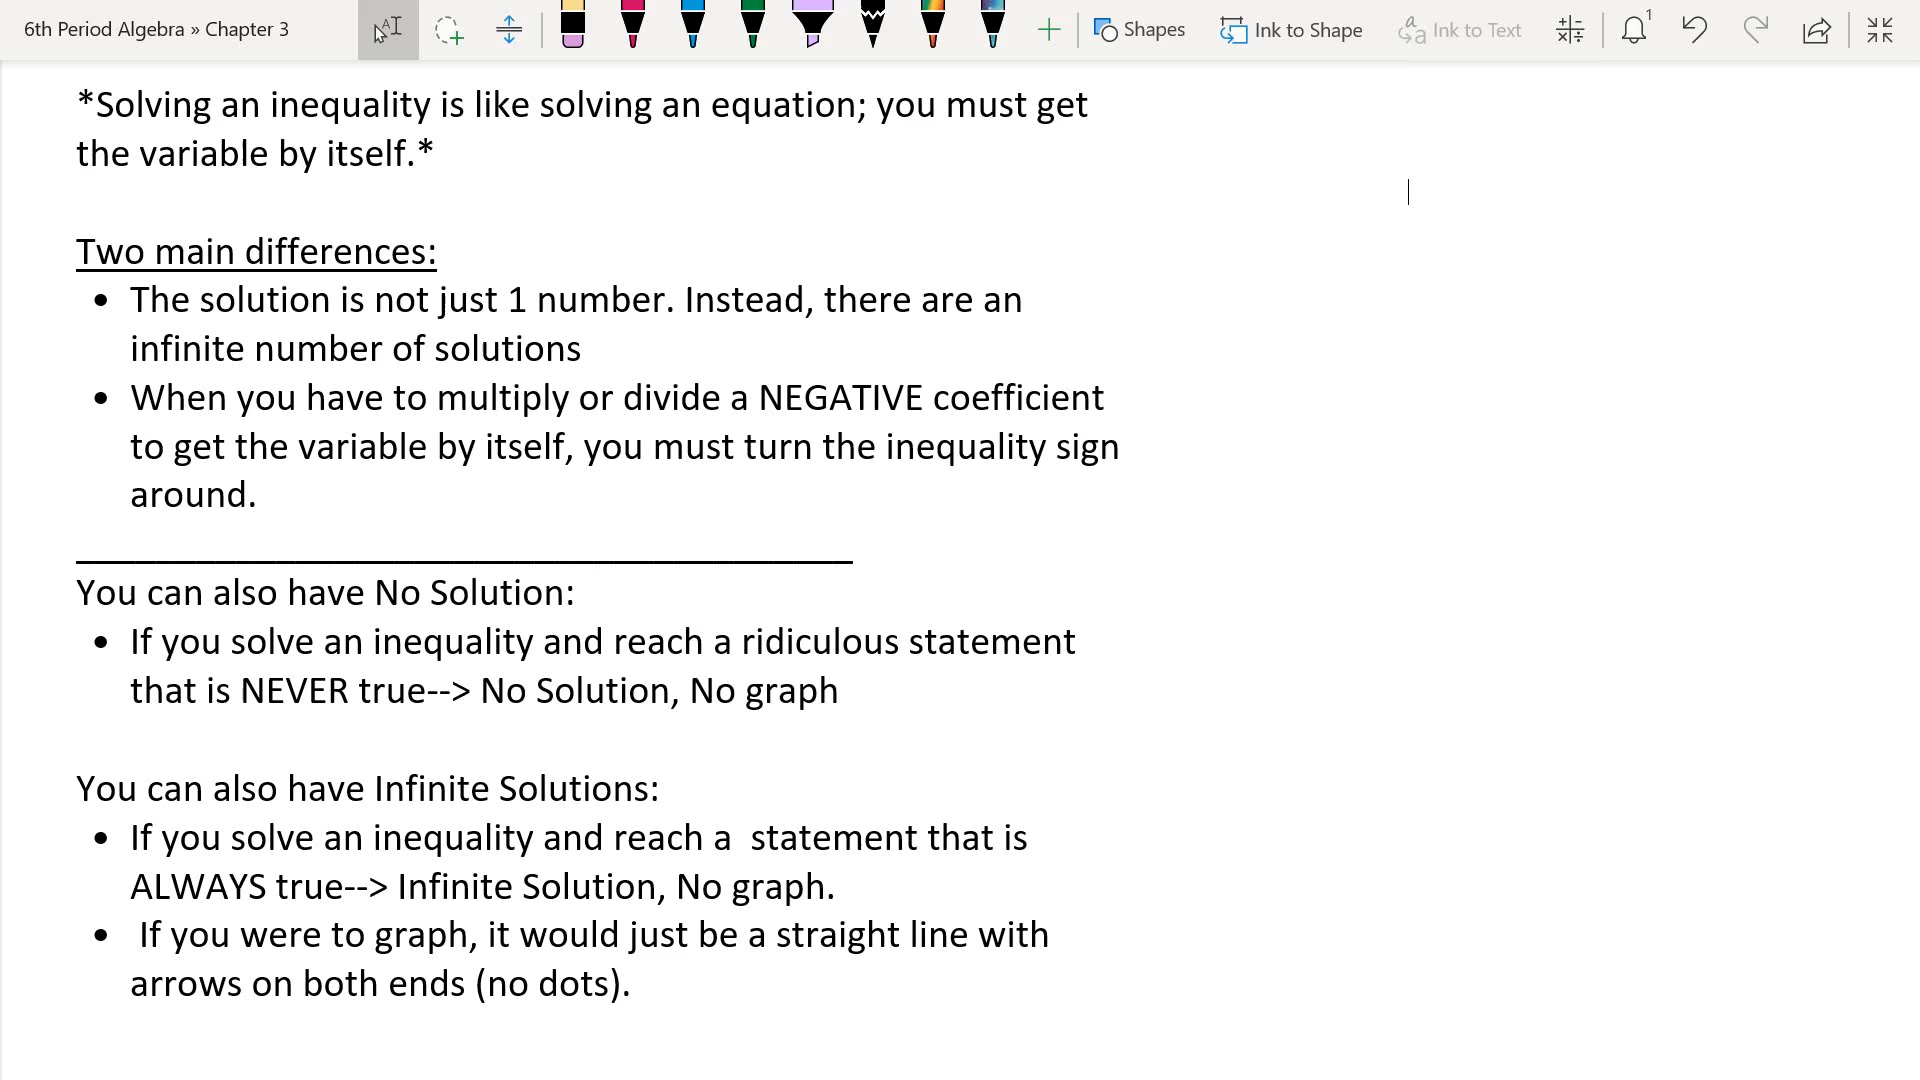 6th Period Algebra » Chapter 3
Shapes
Ink to Shape
Ink to Text
1
*Solving an inequality is like solving an equation; you must get
the variable by itself.*
Two main differences:
• The solution is not just 1 number. Instead, there are an
infinite number of solutions
• When you have to multiply or divide a NEGATIVE coefficient
to get the variable by itself, you must turn the inequality sign
around.
You can also have No Solution:
• If you solve an inequality and reach a ridiculous statement
that is NEVER true--> No Solution, No graph
You can also have Infinite Solutions:
• If you solve an inequality and reach a  statement that is
ALWAYS true--> Infinite Solution, No graph.
•  If you were to graph, it would just be a straight line with
arrows on both ends (no dots).